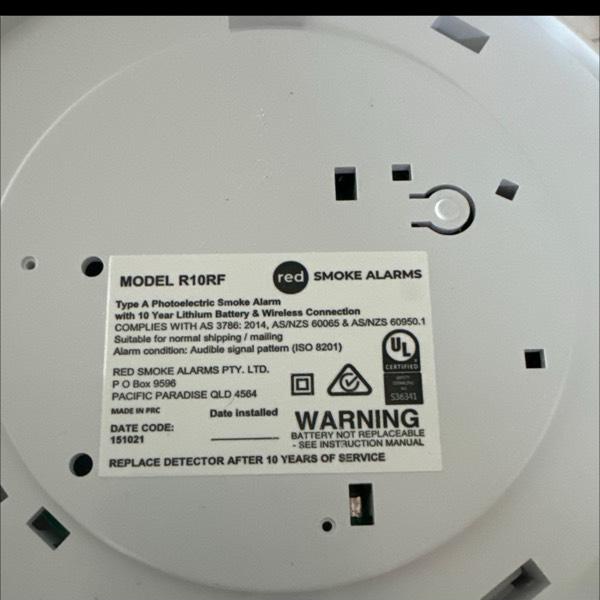 MODEL R10RF
red SMOKE ALARMS
Type A Photoelectric Smoke Alarm
with 10 Year Lithium Battery & Wireless Connection
COMPLIES WITH AS 3786: 2014, AS/NZS 60065 & AS/NZS 60950.1
Suitable for normal shipping / mailing
Alarm condition: Audible signal pattern (ISO 8201)
RED SMOKE ALARMS PTY. LTD.
P O Box 9596
PACIFIC PARADISE QLD 4564
MADE IN PRC
Date installed
DATE CODE:
151021
UL
CERTIFIED
S36341
WARNING
BATTERY NOT REPLACEABLE
- SEE INSTRUCTION MANUAL
REPLACE DETECTOR AFTER 10 YEARS OF SERVICE